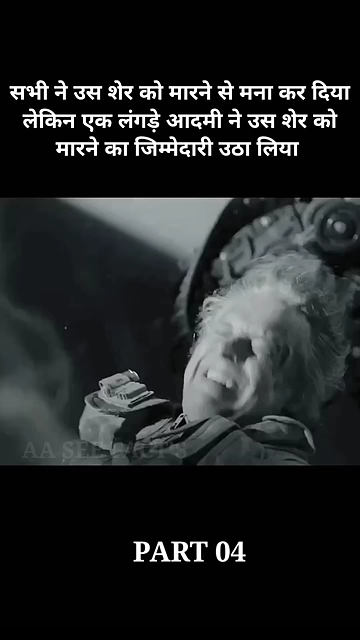 सभी ने उस शेर को मारने से मना कर दिया
लेकिन एक लंगड़े आदमी ने उस शेर को
मारने का जिम्मेदारी उठा लिया
PART 04